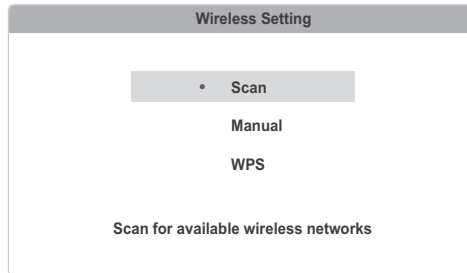 Wireless Setting
• Scan
Manual
WPS
Scan for available wireless networks